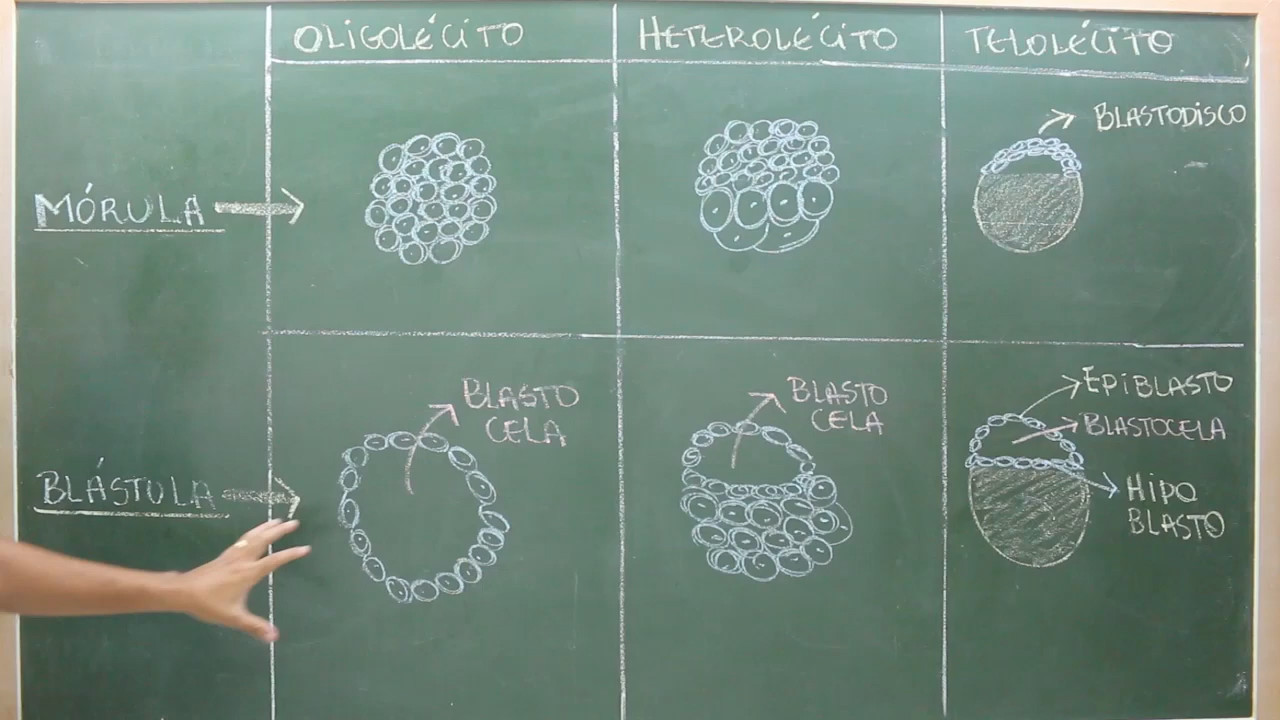 OLIGOLÉCITO
HETEROLÉCITO
TELOLÉCITO
MÓRULA
BLASTODISCO
BLÁSTULA
BLASTO
CELA
BLASTO
CELA
EPIBLASTO
BLASTOCELA
HIPO
BLASTO